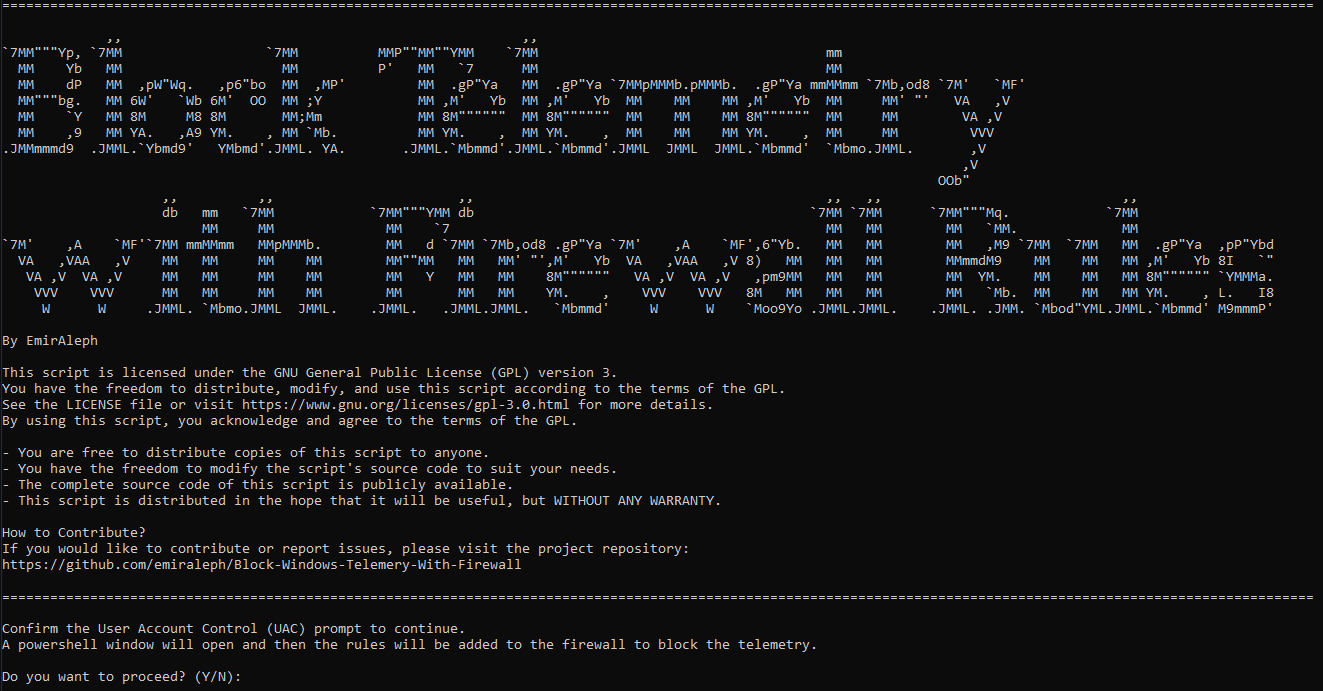 Block Telemetry
with Firewall Rules
By EmirAleph
This script is licensed under the GNU General Public License (GPL) version 3.
You have the freedom to distribute, modify, and use this script according to the terms of the GPL.
See the LICENSE file or visit https://www.gnu.org/licenses/gpl-3.0.html for more details.
By using this script, you acknowledge and agree to the terms of the GPL.
- You are free to distribute copies of this script to anyone.
- You have the freedom to modify the script's source code to suit your needs.
- The complete source code of this script is publicly available.
- This script is distributed in the hope that it will be useful, but WITHOUT ANY WARRANTY.
How to Contribute?
If you would like to contribute or report issues, please visit the project repository:
https://github.com/emiraleph/Block-Windows-Telemery-With-Firewall
Confirm the User Account Control (UAC) prompt to continue.
A powershell window will open and then the rules will be added to the firewall to block the telemetry.
Do you want to proceed? (Y/N):